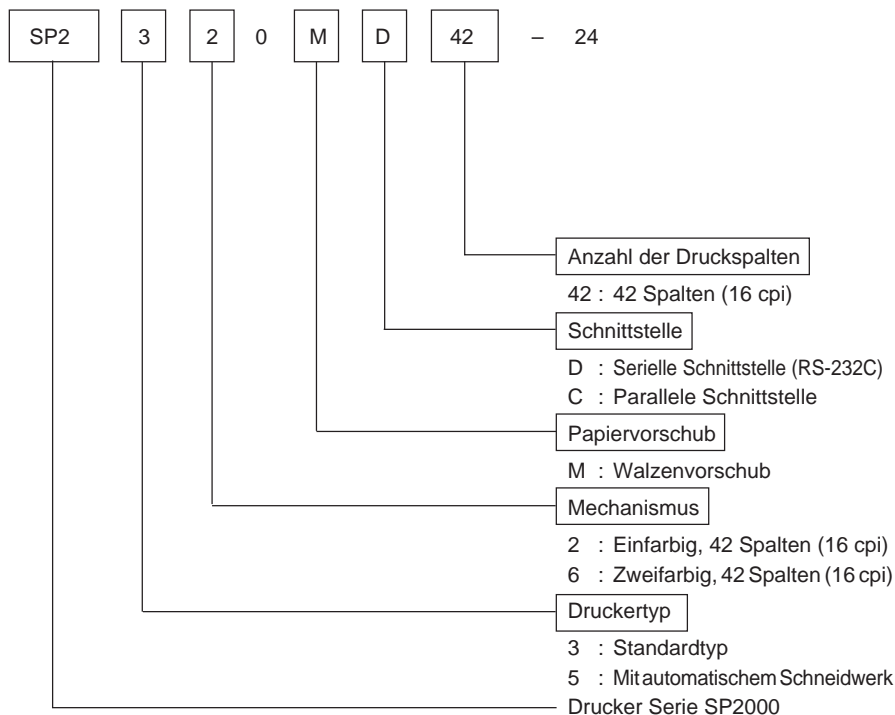 SP2 3 2 0 M D 42 – 24
Anzahl der Druckspalten
42 : 42 Spalten (16 cpi)
Schnittstelle
D : Serielle Schnittstelle (RS-232C)
C : Parallele Schnittstelle
Papiervorschub
M : Walzenvorschub
Mechanismus
2 : Einfarbig, 42 Spalten (16 cpi)
6 : Zweifarbig, 42 Spalten (16 cpi)
Druckertyp
3 : Standardtyp
5 : Mit automatischem Schneidwerk
Drucker Serie SP2000